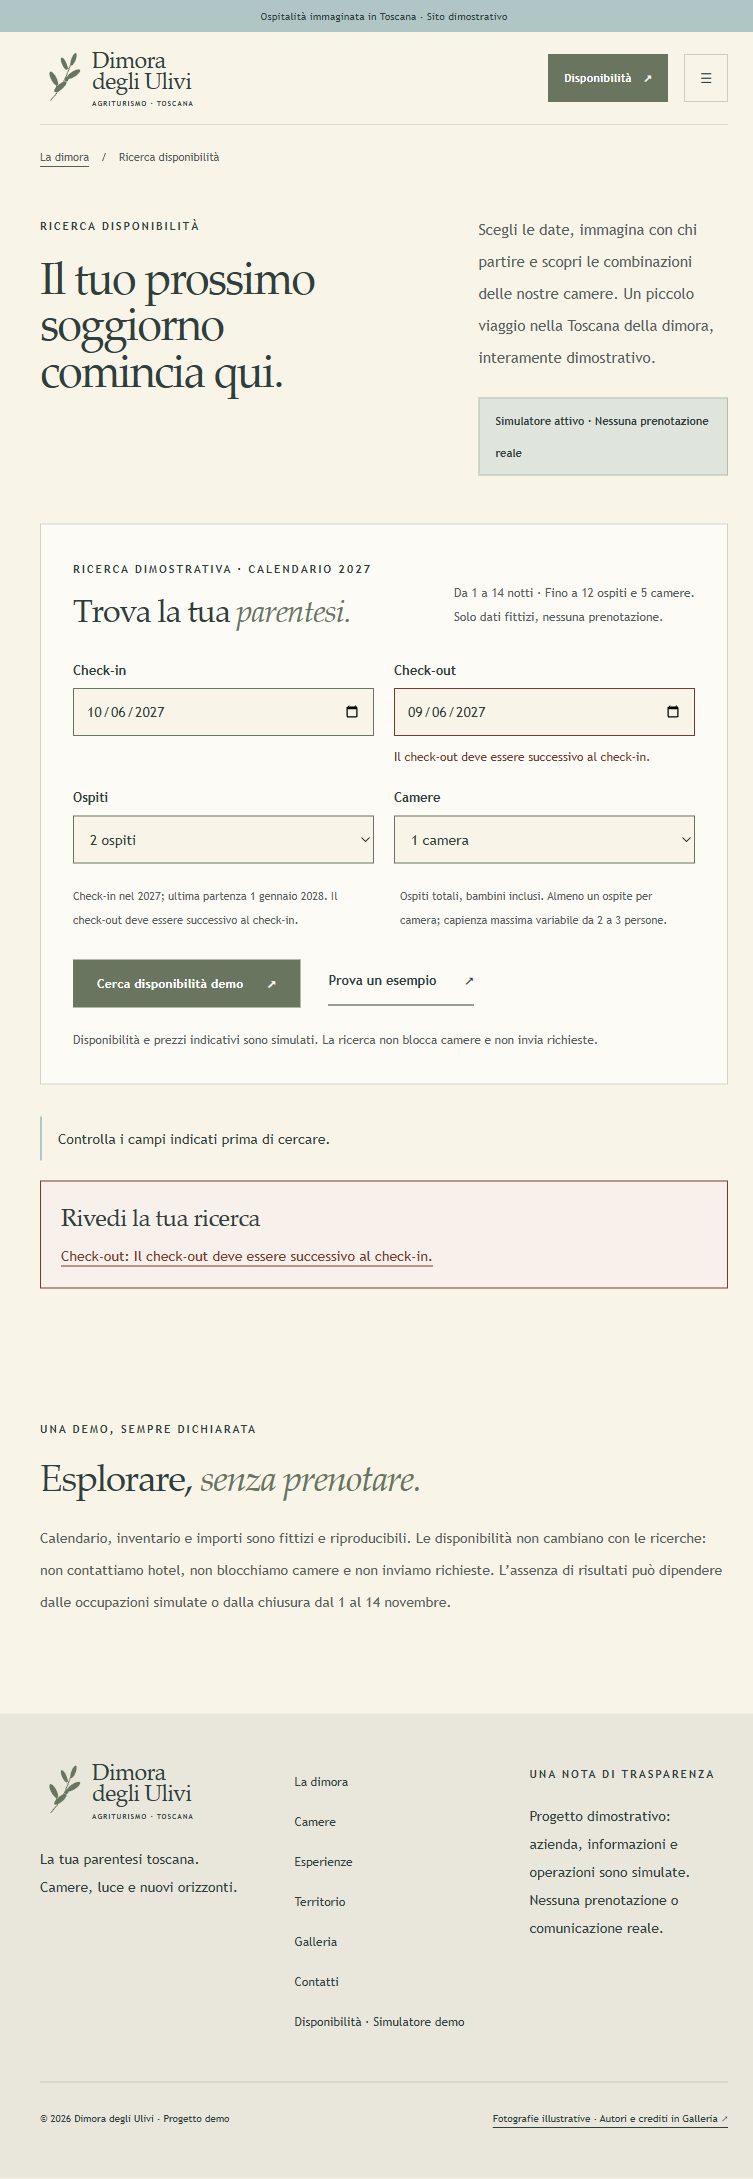 Ospitalità immaginata in Toscana · Sito dimostrativo
Dimora
degli Ulivi
AGRITURISMO · TOSCANA
Disponibilità ↗
☰
La dimora / Ricerca disponibilità
RICERCA DISPONIBILITÀ
Il tuo prossimo
soggiorno
comincia qui.
Scegli le date, immagina con chi
partire e scopri le combinazioni
delle nostre camere. Un piccolo
viaggio nella Toscana della dimora,
interamente dimostrativo.
Simulatore attivo · Nessuna prenotazione
reale
RICERCA DIMOSTRATIVA · CALENDARIO 2027
Trova la tua parentesi.
Da 1 a 14 notti · Fino a 12 ospiti e 5 camere.
Solo dati fittizi, nessuna prenotazione.
Check-in
10/06/2027
Check-out
09/06/2027
Il check-out deve essere successivo al check-in.
Ospiti
2 ospiti
Camere
1 camera
Check-in nel 2027; ultima partenza 1 gennaio 2028. Il
check-out deve essere successivo al check-in.
Ospiti totali, bambini inclusi. Almeno un ospite per
camera; capienza massima variabile da 2 a 3 persone.
Cerca disponibilità demo ↗
Prova un esempio ↗
Disponibilità e prezzi indicativi sono simulati. La ricerca non blocca camere e non invia richieste.
Controlla i campi indicati prima di cercare.
Rivedi la tua ricerca
Check-out: Il check-out deve essere successivo al check-in.
UNA DEMO, SEMPRE DICHIARATA
Esplorare, senza prenotare.
Calendario, inventario e importi sono fittizi e riproducibili. Le disponibilità non cambiano con le ricerche:
non contattiamo hotel, non blocchiamo camere e non inviamo richieste. L’assenza di risultati può dipendere
dalle occupazioni simulate o dalla chiusura dal 1 al 14 novembre.
Dimora
degli Ulivi
AGRITURISMO · TOSCANA
La tua parentesi toscana.
Camere, luce e nuovi orizzonti.
La dimora
Camere
Esperienze
Territorio
Galleria
Contatti
Disponibilità · Simulatore demo
UNA NOTA DI TRASPARENZA
Progetto dimostrativo:
azienda, informazioni e
operazioni sono simulate.
Nessuna prenotazione o
comunicazione reale.
© 2026 Dimora degli Ulivi · Progetto demo
Fotografie illustrative · Autori e crediti in Galleria ↗